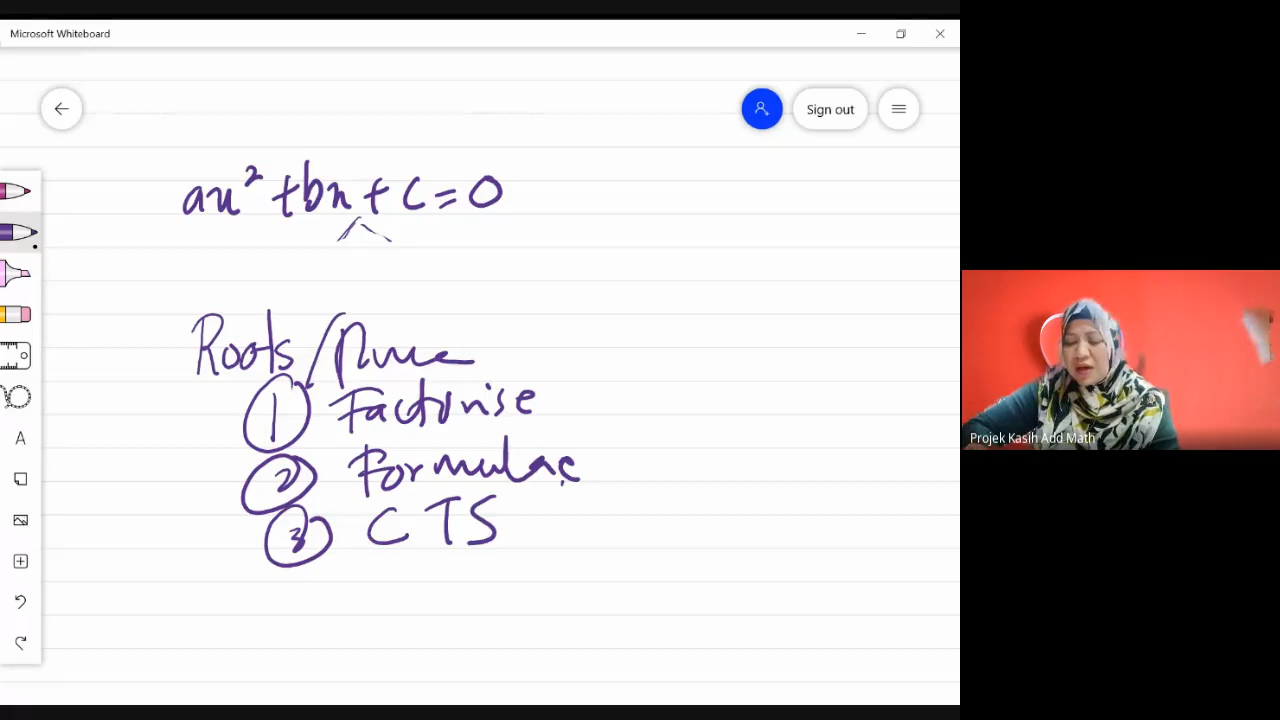 Microsoft Whiteboard
Sign out
ax² + bx + c = 0
Roots /
① Factorise
② Formulae
③ CTS
A
Projek Kasih Add Math